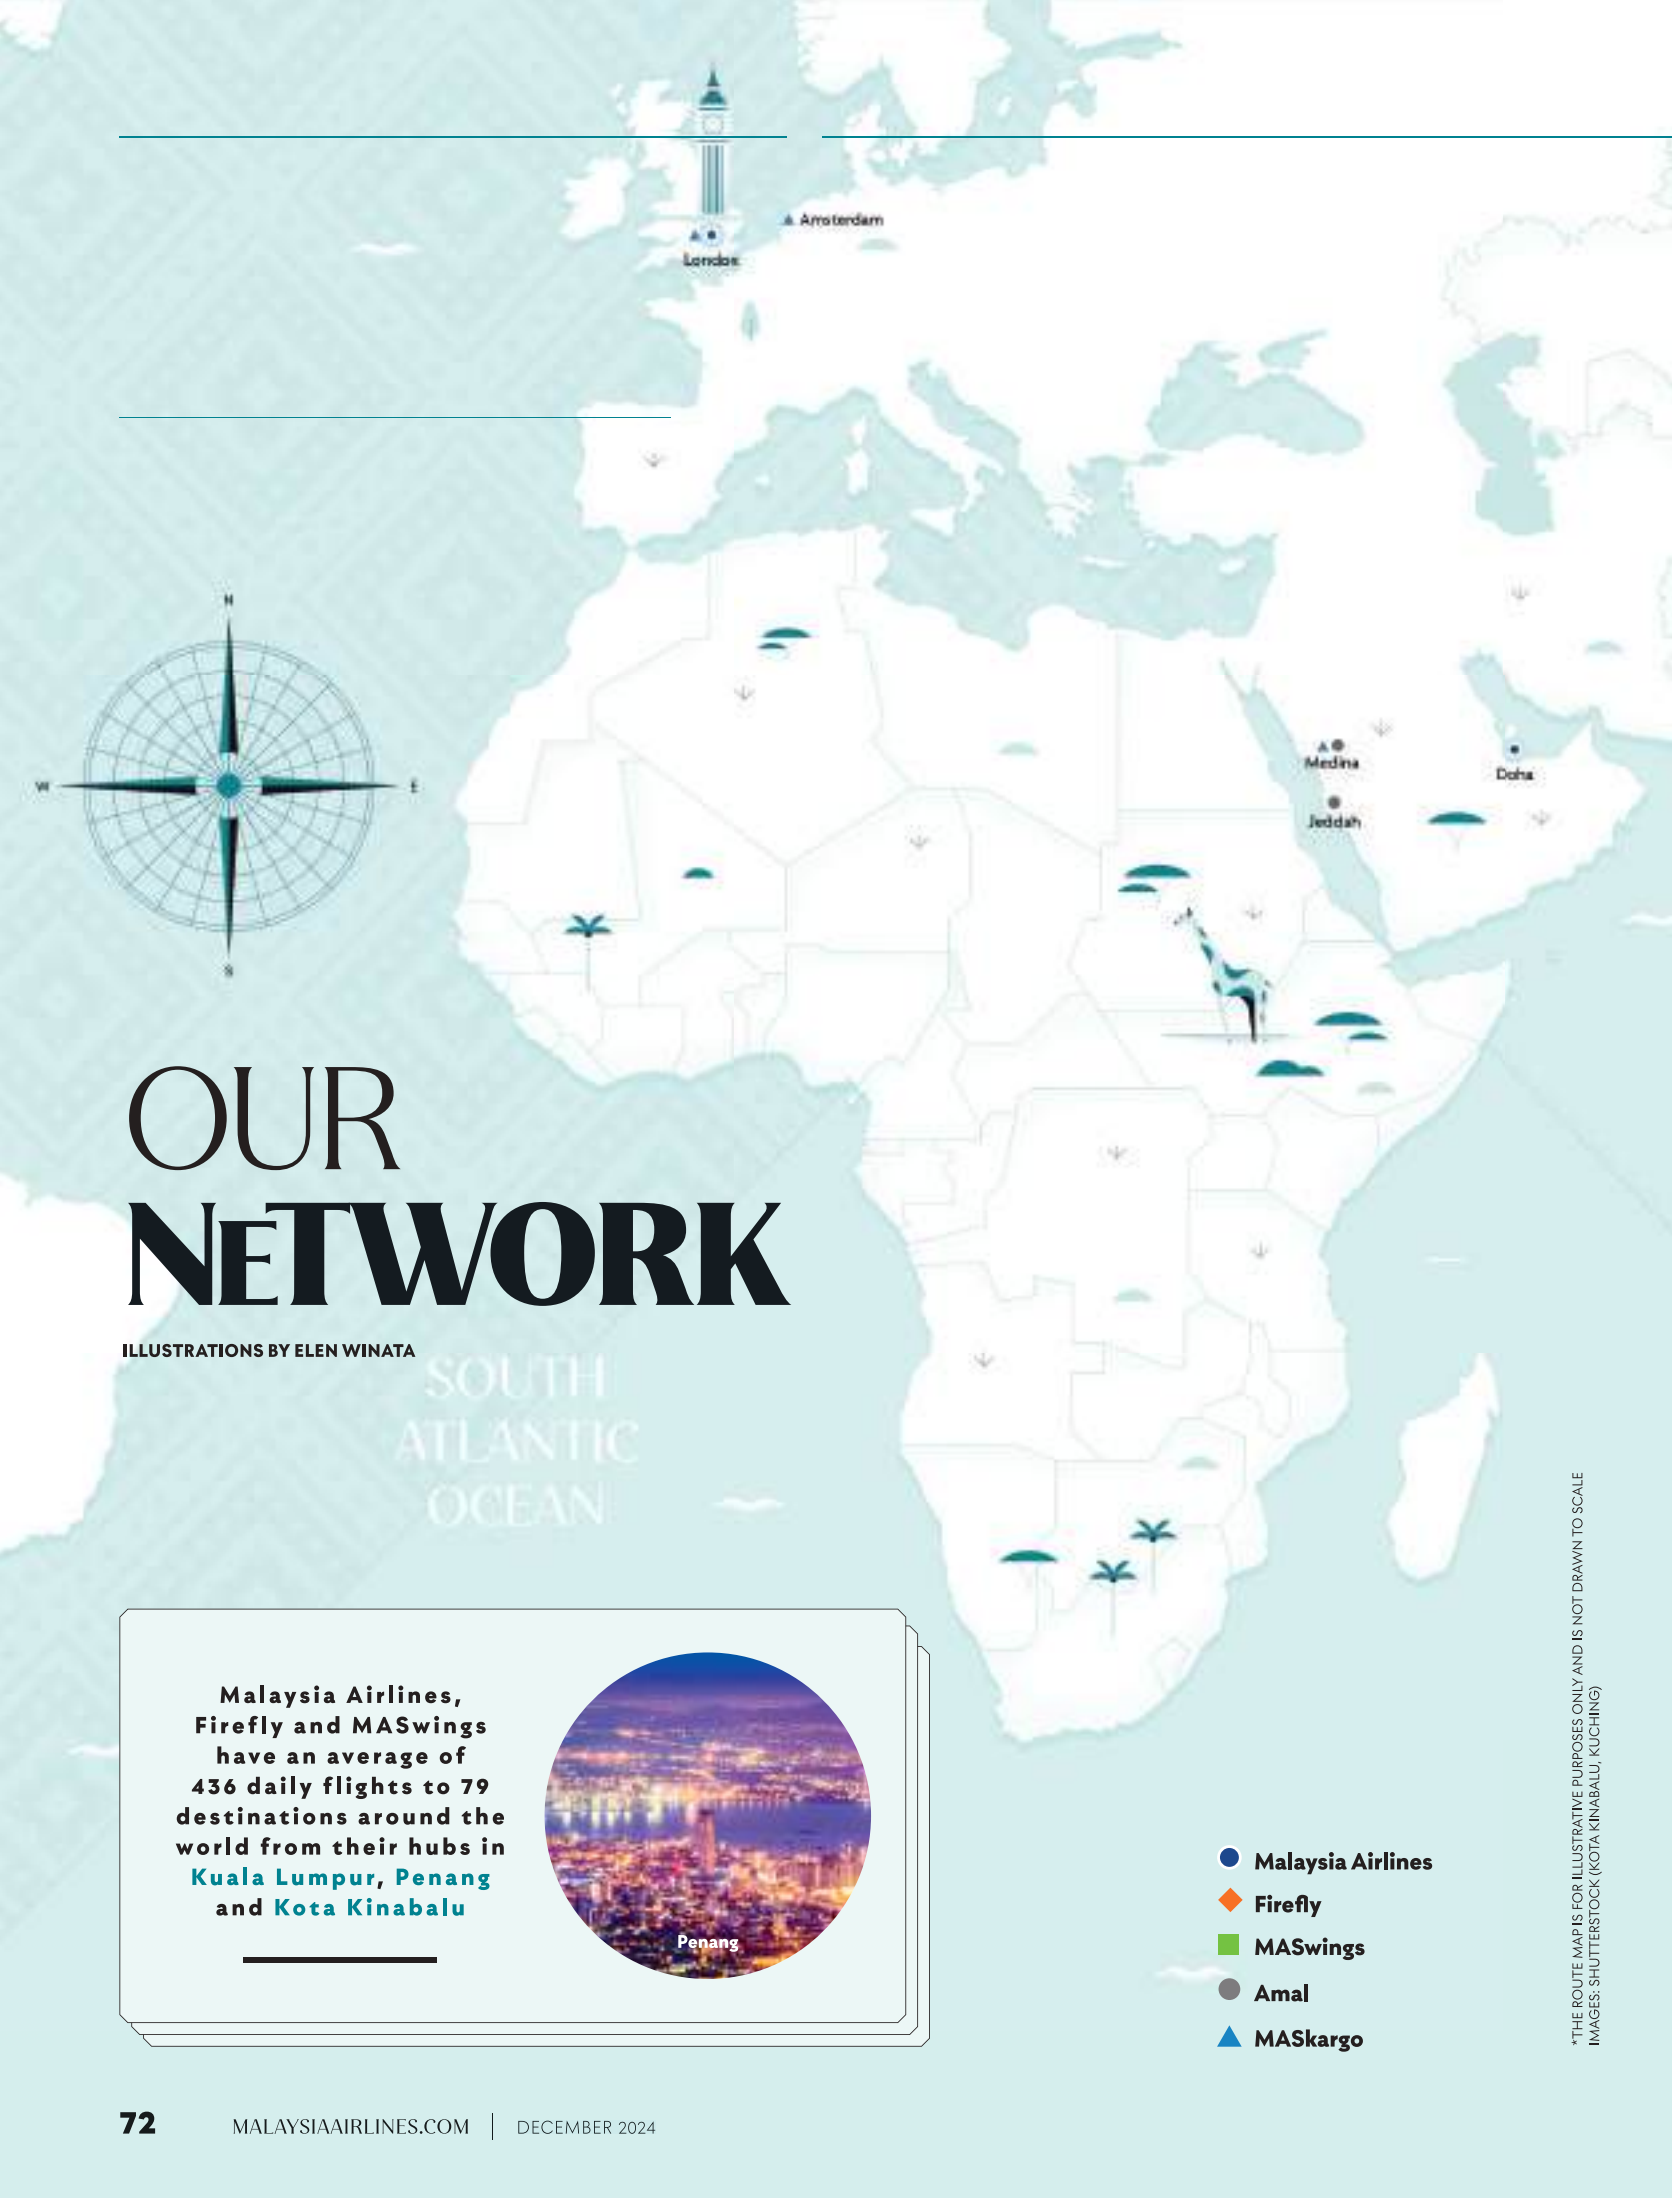 Amsterdam
London
N
W
E
S
Medina
Doha
Jeddah
OUR
NETWORK
ILLUSTRATIONS BY ELEN WINATA
SOUTH
ATLANTIC
OCEAN
Malaysia Airlines,
Firefly and MASwings
have an average of
436 daily flights to 79
destinations around the
world from their hubs in
Kuala Lumpur, Penang
and Kota Kinabalu
Penang
Malaysia Airlines
Firefly
MASwings
Amal
MASkargo
*THE ROUTE MAP IS FOR ILLUSTRATIVE PURPOSES ONLY AND IS NOT DRAWN TO SCALE
IMAGES: SHUTTERSTOCK (KOTA KINABALU, KUCHING)
72
MALAYSIAAIRLINES.COM | DECEMBER 2024